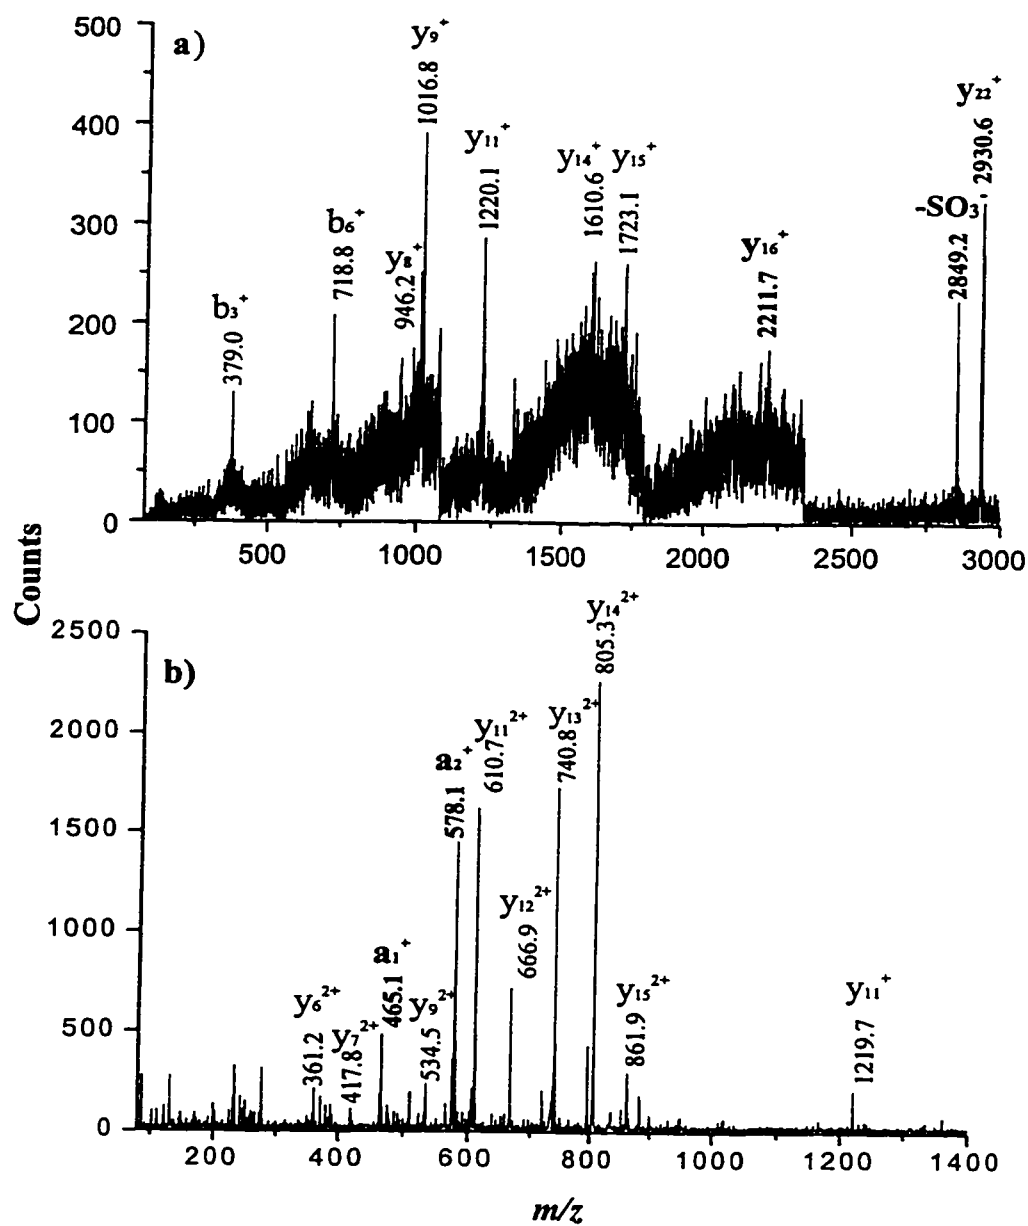 500
400
300
200
100
0
a)
b₃⁺
379.0
b₆⁺
718.8
y₈⁺
946.2
y₉⁺
1016.8
y₁₁⁺
1220.1
y₁₄⁺
1610.6
y₁₅⁺
1723.1
y₁₆⁺
2211.7
-SO₃
2849.2
y₂₂⁺
2930.6
500 1000 1500 2000 2500 3000
Counts
2500
2000
1500
1000
500
0
b)
y₆²⁺
361.2
y₇²⁺
417.8
a₁⁺
465.1
y₉²⁺
534.5
a₂⁺
578.1
y₁₁²⁺
610.7
y₁₂²⁺
666.9
y₁₃²⁺
740.8
y₁₄²⁺
805.3
y₁₅²⁺
861.9
y₁₁⁺
1219.7
200 400 600 800 1000 1200 1400
m/z